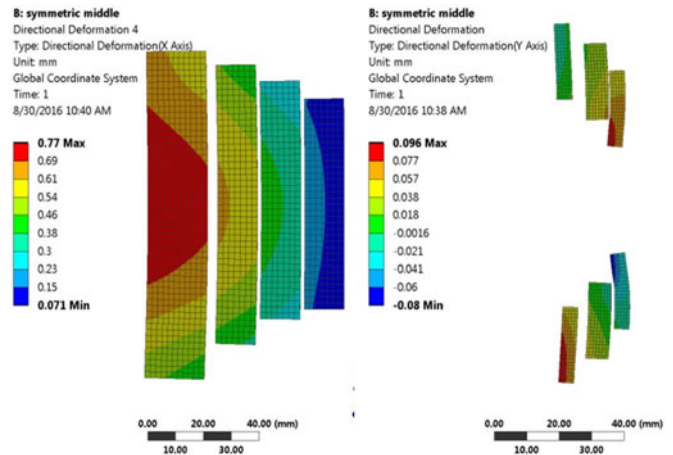 B: symmetric middle
Directional Deformation 4
Type: Directional Deformation(X Axis)
Unit: mm
Global Coordinate System
Time: 1
8/30/2016 10:40 AM
0.77 Max
0.69
0.61
0.54
0.46
0.38
0.3
0.23
0.15
0.071 Min
0.00 20.00 40.00 (mm)
10.00 30.00
B: symmetric middle
Directional Deformation
Type: Directional Deformation(Y Axis)
Unit: mm
Global Coordinate System
Time: 1
8/30/2016 10:38 AM
0.096 Max
0.077
0.057
0.038
0.018
-0.0016
-0.021
-0.041
-0.06
-0.08 Min
0.00 20.00 40.00 (mm)
10.00 30.00